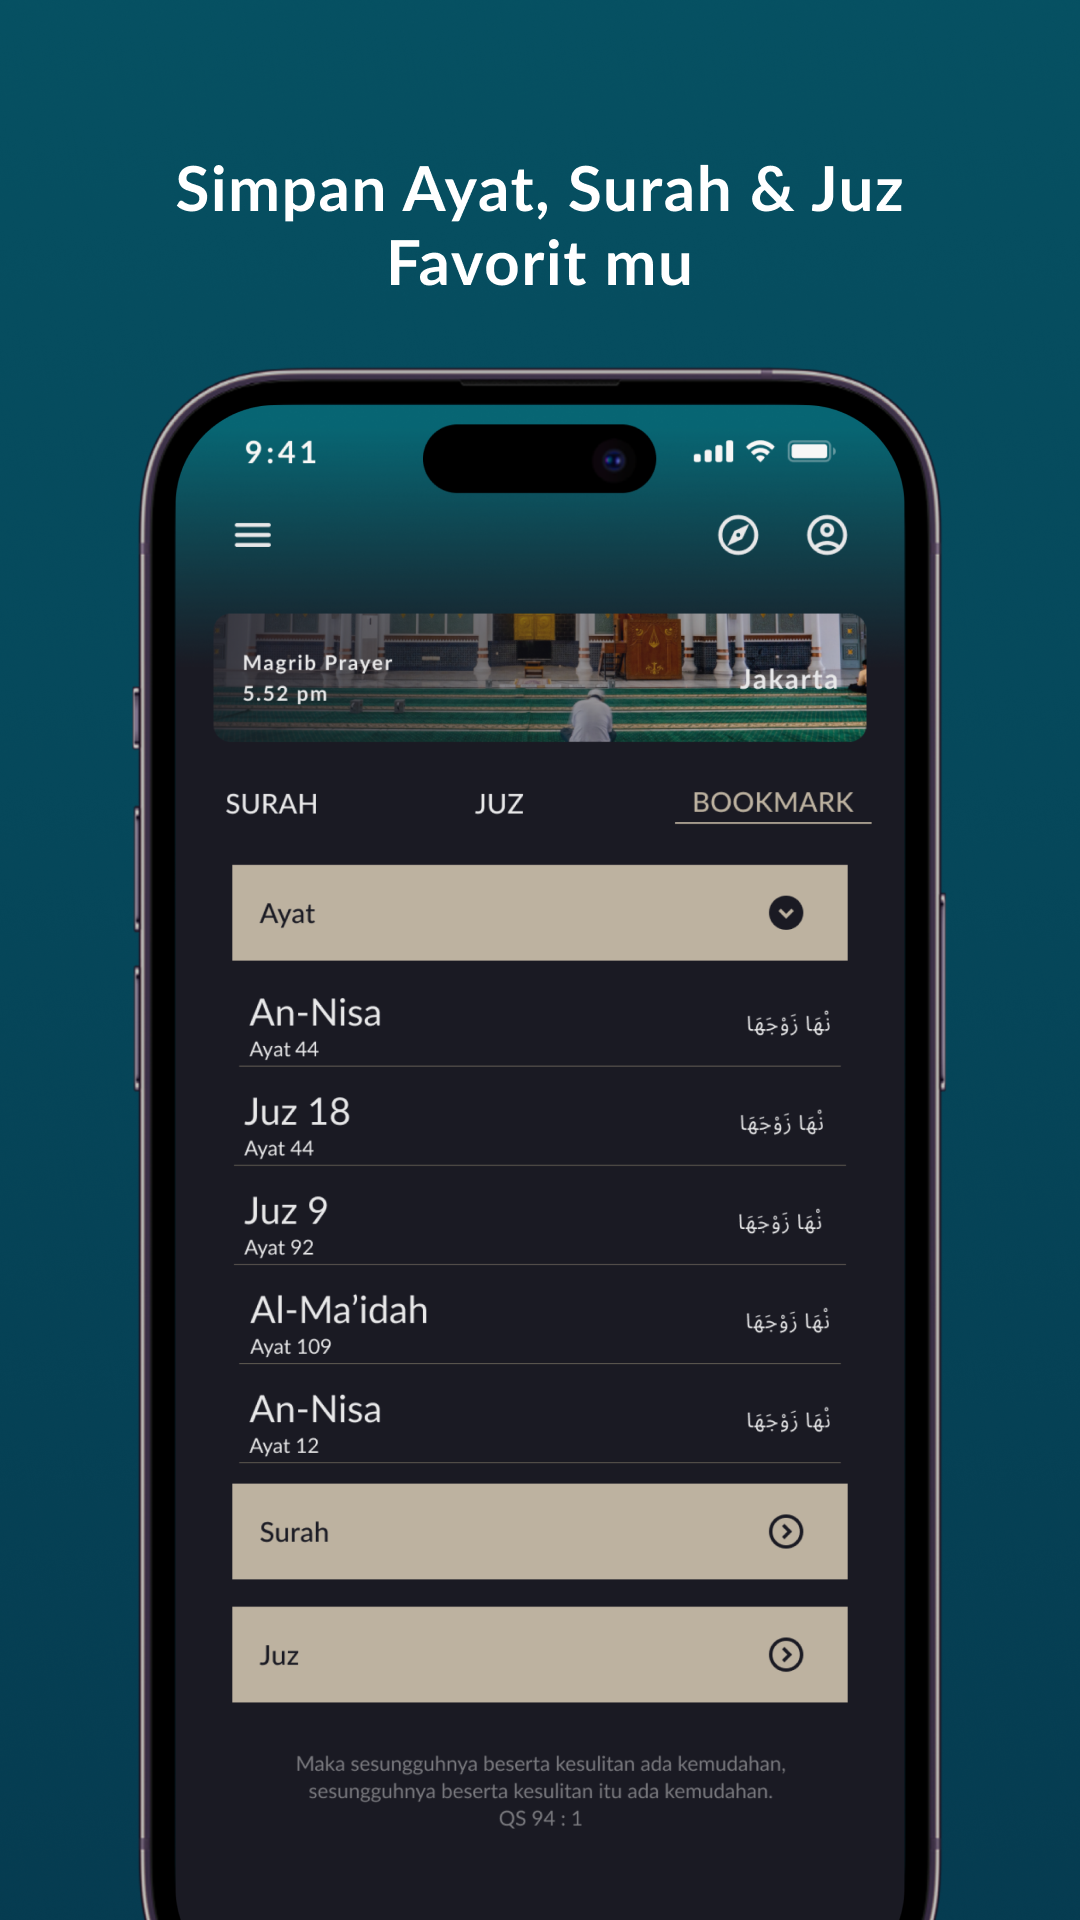 Simpan Ayat, Surah & Juz
Favorit mu
9:41
Magrib Prayer
5.52 pm
Jakarta
SURAH
JUZ
BOOKMARK
Ayat
An-Nisa
Ayat 44
نْهَا زَوْجَهَا
Juz 18
Ayat 44
نْهَا زَوْجَهَا
Juz 9
Ayat 92
نْهَا زَوْجَهَا
Al-Ma’idah
Ayat 109
نْهَا زَوْجَهَا
An-Nisa
Ayat 12
نْهَا زَوْجَهَا
Surah
Juz
Maka sesungguhnya beserta kesulitan ada kemudahan,
sesungguhnya beserta kesulitan itu ada kemudahan.
QS 94 : 1